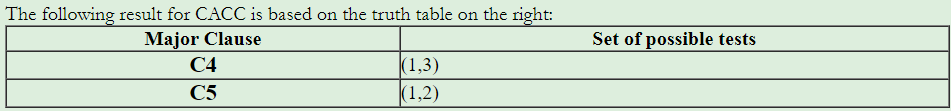 The following result for CACC is based on the truth table on the right:
Major Clause Set of possible tests
C4 (1,3)
C5 (1,2)